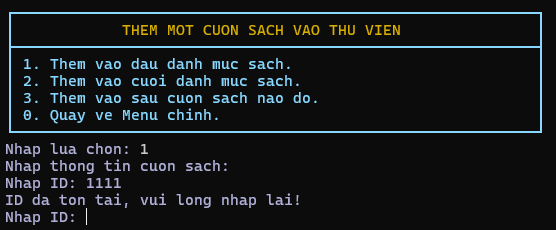 THEM MOT CUON SACH VAO THU VIEN
1. Them vao dau danh muc sach.
2. Them vao cuoi danh muc sach.
3. Them vao sau cuon sach nao do.
0. Quay ve Menu chinh.
Nhap lua chon: 1
Nhap thong tin cuon sach:
Nhap ID: 1111
ID da ton tai, vui long nhap lai!
Nhap ID: